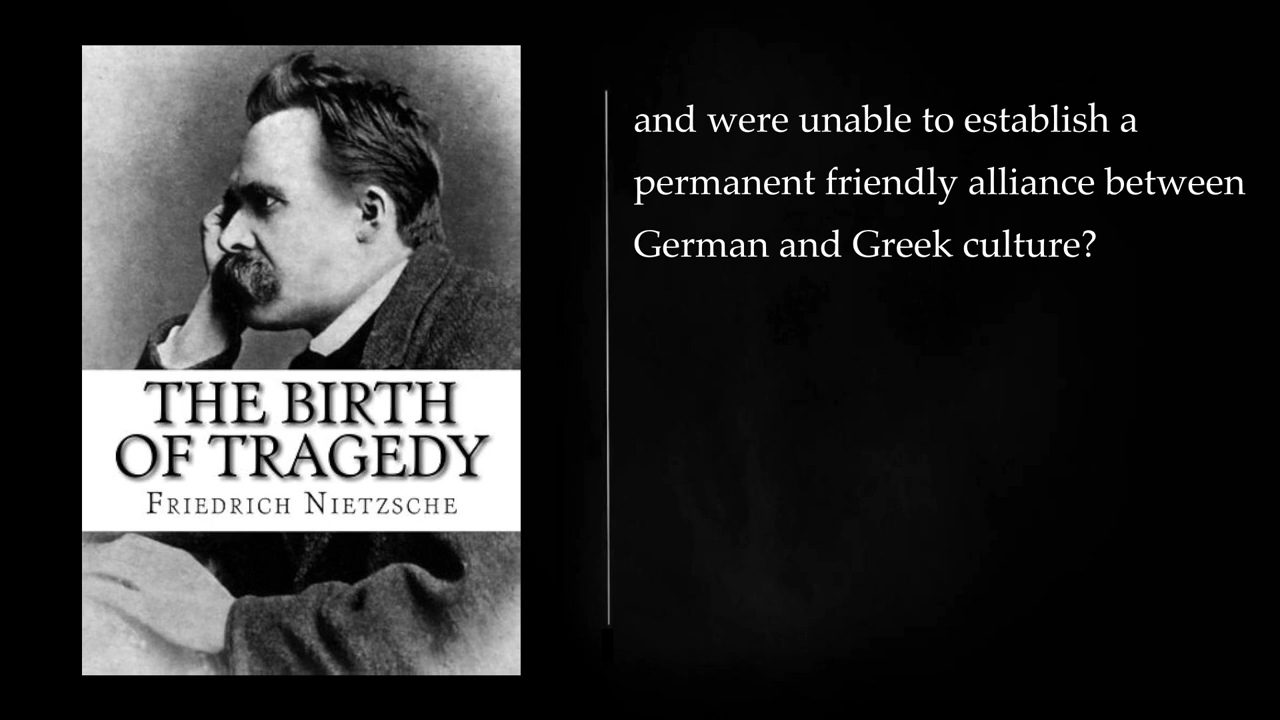 THE BIRTH
OF TRAGEDY
Friedrich Nietzsche
and were unable to establish a
permanent friendly alliance between
German and Greek culture?